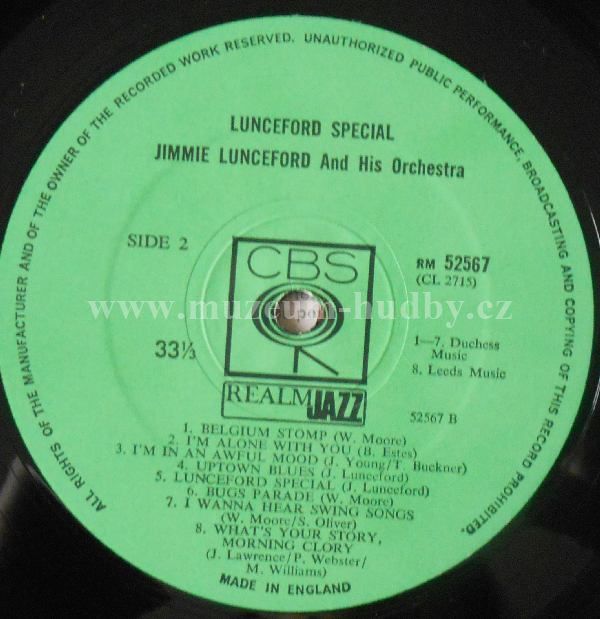 ALL RIGHTS OF THE MANUFACTURER AND OF THE OWNER OF THE RECORDED WORK RESERVED. UNAUTHORIZED PUBLIC PERFORMANCE, BROADCASTING AND COPYING OF THIS RECORD PROHIBITED.
LUNCEFORD SPECIAL
JIMMIE LUNCEFORD And His Orchestra
SIDE 2
CBS
RM 52567
(CL 2715)
www.muzeum-hudby.cz
33⅓
1—7. Duchess
Music
8. Leeds Music
REALM JAZZ
52567 B
1. BELGIUM STOMP (W. Moore)
2. I'M ALONE WITH YOU (B. Estes)
3. I'M IN AN AWFUL MOOD (J. Young/T. Buckner)
4. UPTOWN BLUES (J. Lunceford)
5. LUNCEFORD SPECIAL (J. Lunceford)
6. BUGS PARADE (W. Moore)
7. I WANNA HEAR SWING SONGS
(W. Moore/S. Oliver)
8. WHAT'S YOUR STORY,
MORNING CLORY
(J. Lawrence/P. Webster/
M. Williams)
MADE IN ENGLAND